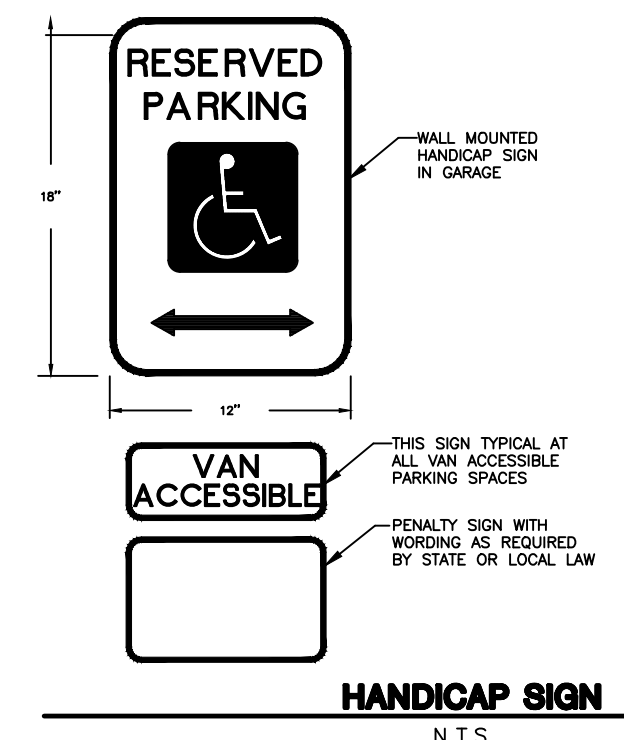 RESERVED
PARKING
WALL MOUNTED
HANDICAP SIGN
IN GARAGE
18"
12"
VAN
ACCESSIBLE
THIS SIGN TYPICAL AT
ALL VAN ACCESSIBLE
PARKING SPACES
PENALTY SIGN WITH
WORDING AS REQUIRED
BY STATE OR LOCAL LAW
HANDICAP SIGN
N.T.S.